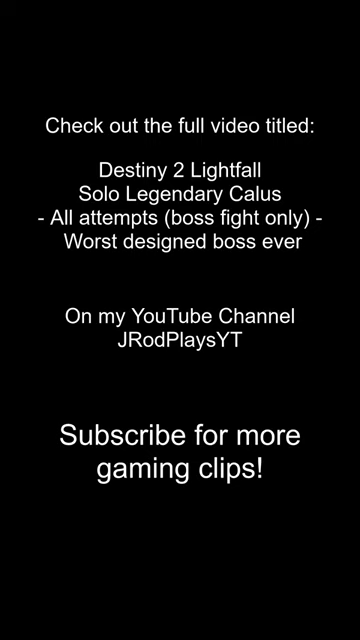 Check out the full video titled:
Destiny 2 Lightfall
Solo Legendary Calus
- All attempts (boss fight only) -
Worst designed boss ever
On my YouTube Channel
JRodPlaysYT
Subscribe for more
gaming clips!